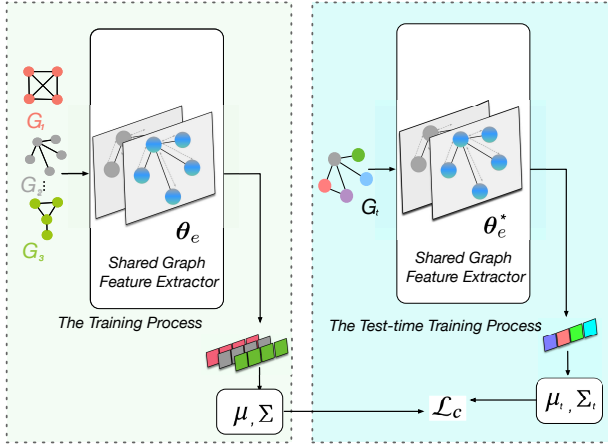 G₁
G₂
G₃
θₑ
Shared Graph
Feature Extractor
The Training Process
μ , Σ
Gₜ
θₑ*
Shared Graph
Feature Extractor
The Test-time Training Process
μₜ , Σₜ
𝓛_c